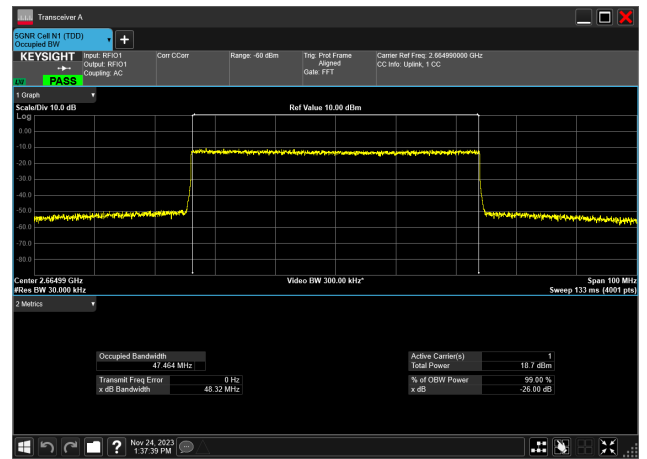 Transceiver A
5GNR Cell N1 (TDD)
Occupied BW
KEYSIGHT
LW PASS
Input: RFIO1
Output: RFIO1
Coupling: AC
Corr CCorr
Range: -60 dBm
Trig: Prot Frame
Aligned
Gate: FFT
Carrier Ref Freq: 2.664990000 GHz
CC Info: Uplink, 1 CC
1 Graph
Scale/Div 10.0 dB
Ref Value 10.00 dBm
Log
0.00
-10.0
-20.0
-30.0
-40.0
-50.0
-60.0
-70.0
-80.0
Center 2.66499 GHz
#Res BW 30.000 kHz
Video BW 300.00 kHz*
Span 100 MHz
Sweep 133 ms (4001 pts)
2 Metrics
Occupied Bandwidth
47.464 MHz
Transmit Freq Error 0 Hz
x dB Bandwidth 48.32 MHz
Active Carrier(s) 1
Total Power 18.7 dBm
% of OBW Power 99.00 %
x dB -26.00 dB
?
Nov 24, 2023
1:37:39 PM